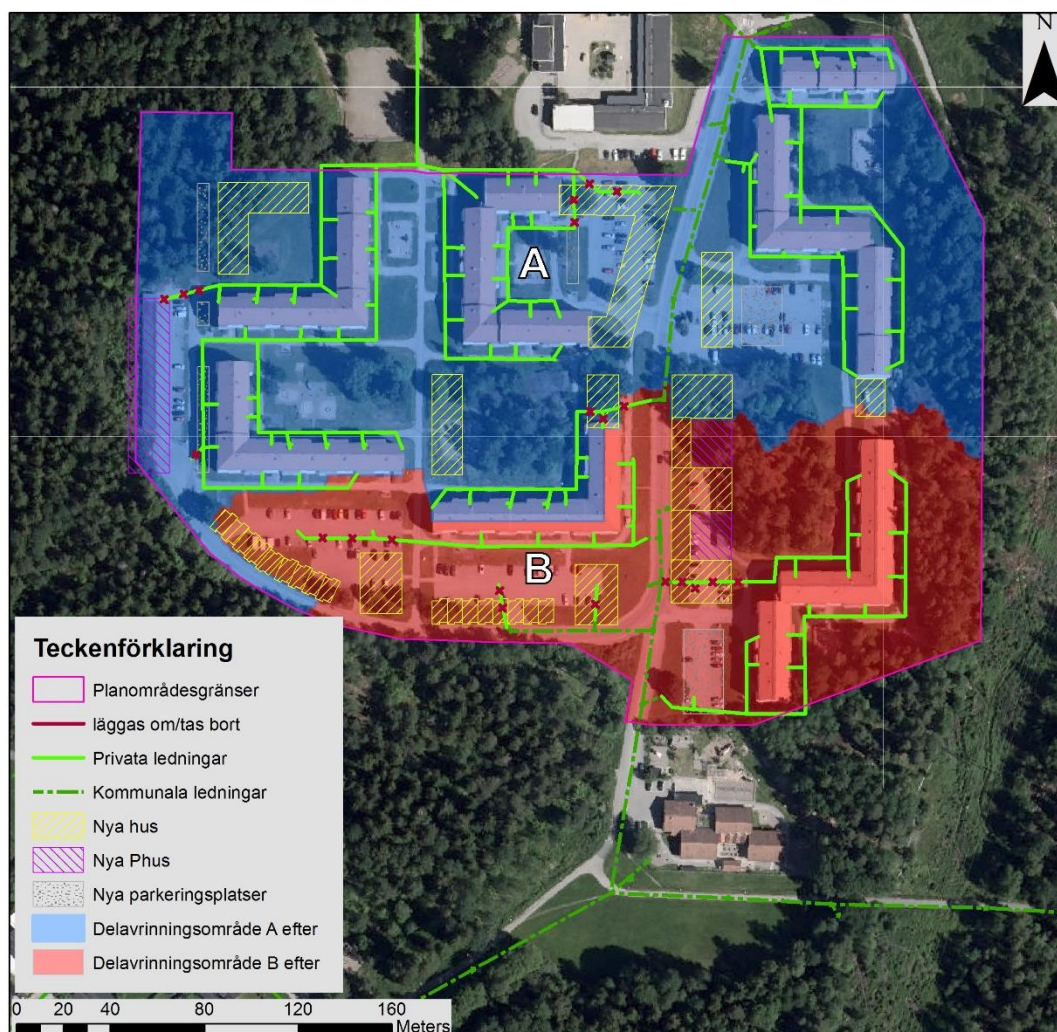 N
A
B
Teckenförklaring
Planområdesgränser
läggas om/tas bort
Privata ledningar
Kommunala ledningar
Nya hus
Nya Phus
Nya parkeringsplatser
Delavrinningsområde A efter
Delavrinningsområde B efter
0 20 40 80 120 160
Meters